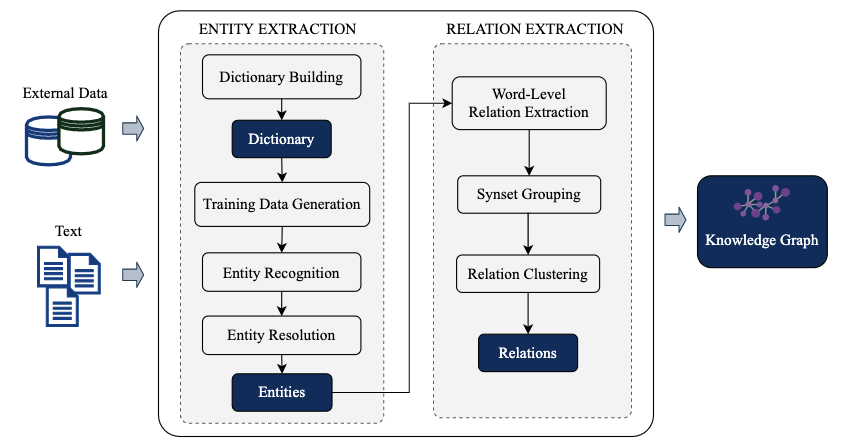 External Data
Text
ENTITY EXTRACTION
Dictionary Building
Dictionary
Training Data Generation
Entity Recognition
Entity Resolution
Entities
RELATION EXTRACTION
Word-Level
Relation Extraction
Synset Grouping
Relation Clustering
Relations
Knowledge Graph